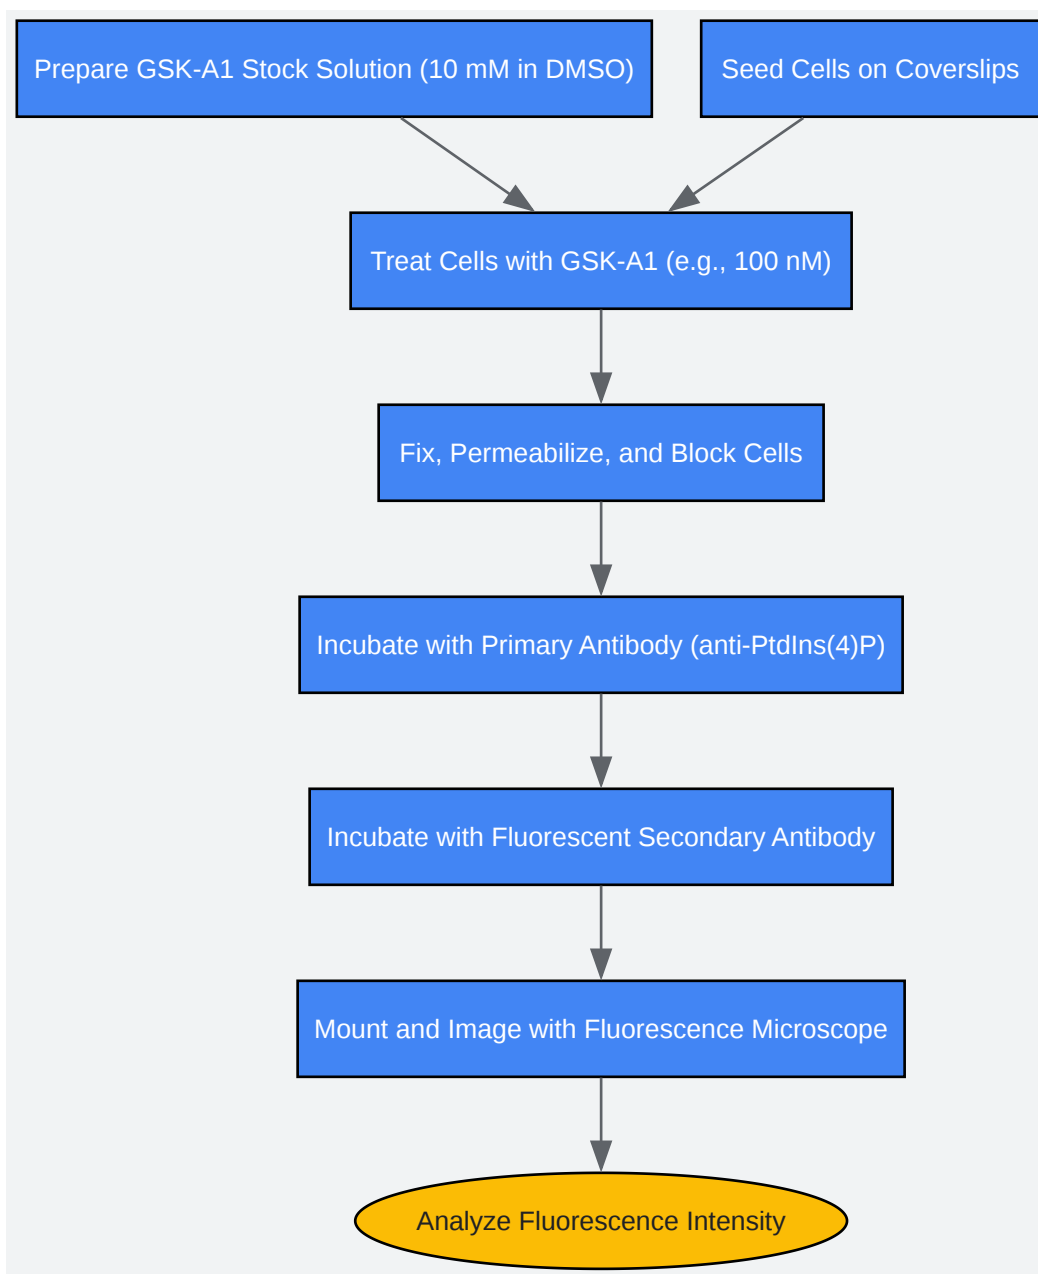 Prepare GSK-A1 Stock Solution (10 mM in DMSO)
Seed Cells on Coverslips
Treat Cells with GSK-A1 (e.g., 100 nM)
Fix, Permeabilize, and Block Cells
Incubate with Primary Antibody (anti-PtdIns(4)P)
Incubate with Fluorescent Secondary Antibody
Mount and Image with Fluorescence Microscope
Analyze Fluorescence Intensity